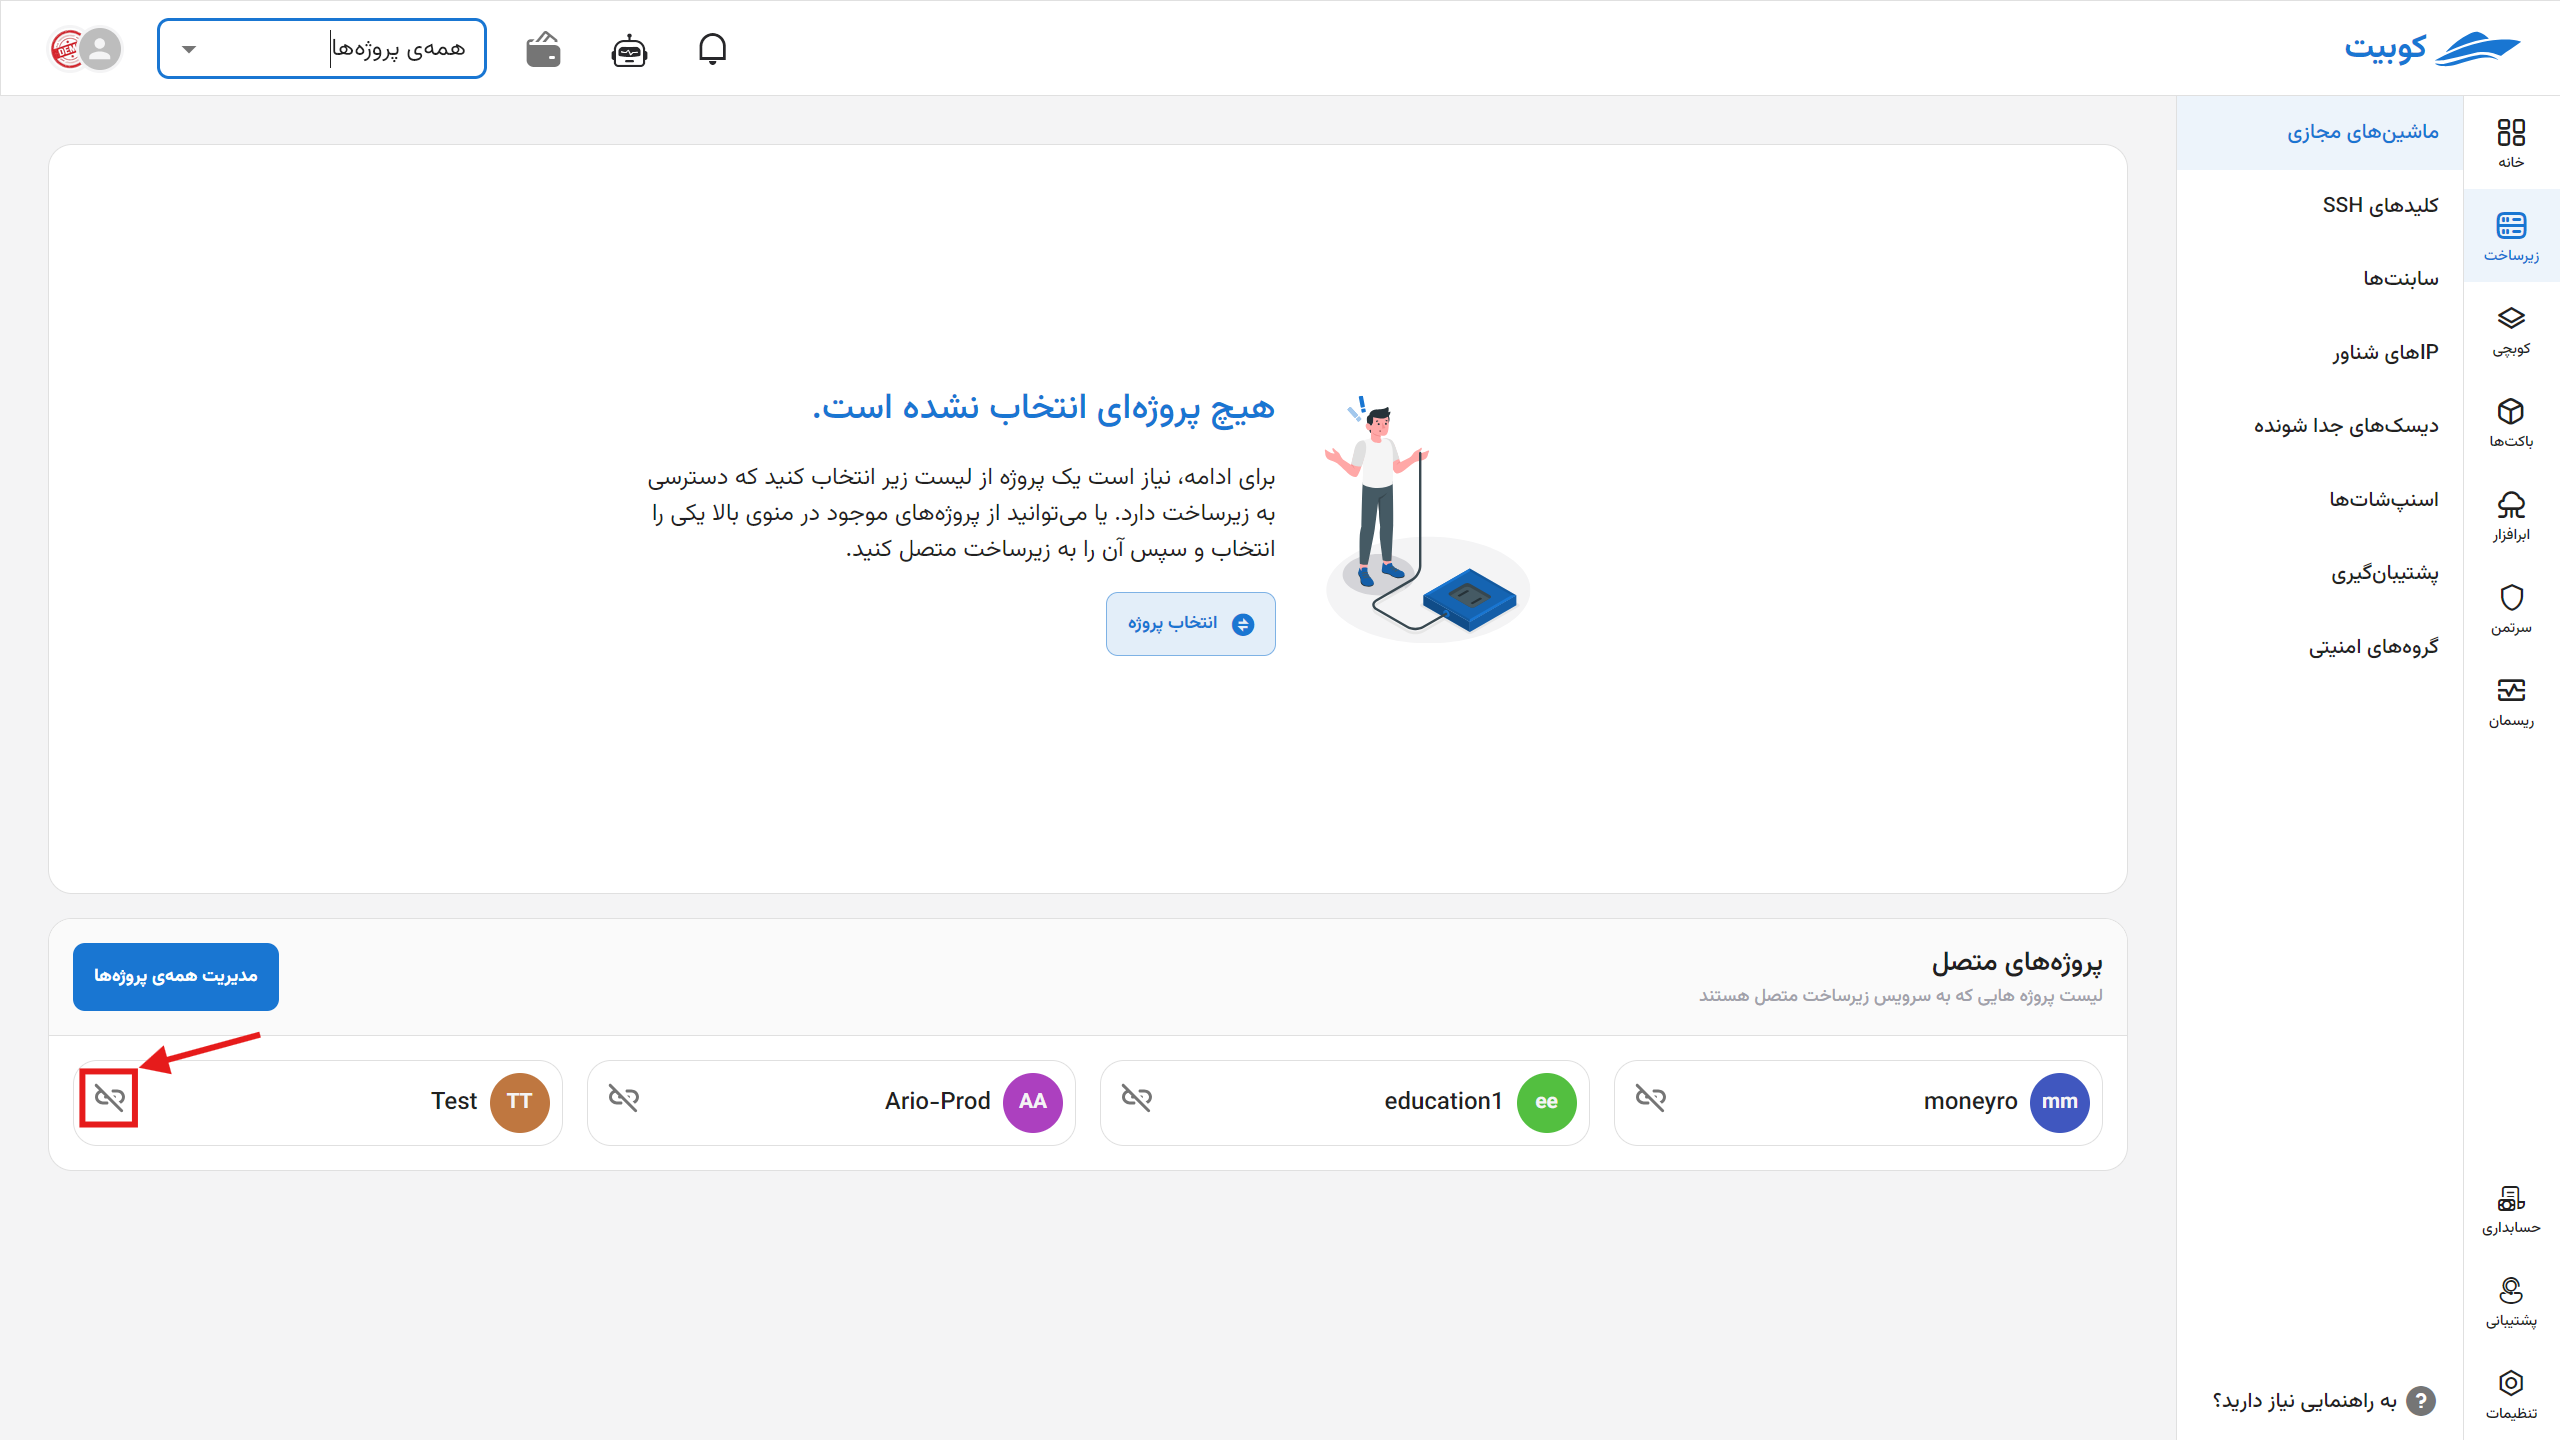 کوبیت
همه‌ی پروژه‌ها
DEMO
خانه
زیرساخت
کوبچی
باکت‌ها
ابرافزار
سرتمن
ریسمان
حسابداری
پشتیبانی
تنظیمات
ماشین‌های مجازی
کلیدهای SSH
سابنت‌ها
IPهای شناور
دیسک‌های جدا شونده
اسنپ‌شات‌ها
پشتیبان‌گیری
گروه‌های امنیتی
? به راهنمایی نیاز دارید؟
هیچ پروژه‌ای انتخاب نشده است.
برای ادامه، نیاز است یک پروژه از لیست زیر انتخاب کنید که دسترسی
به زیرساخت دارد. یا می‌توانید از پروژه‌های موجود در منوی بالا یکی را
انتخاب و سپس آن را به زیرساخت متصل کنید.
انتخاب پروژه
پروژه‌های متصل
لیست پروژه هایی که به سرویس زیرساخت متصل هستند
مدیریت همه‌ی پروژه‌ها
mm moneyro
ee education1
AA Ario-Prod
TT Test